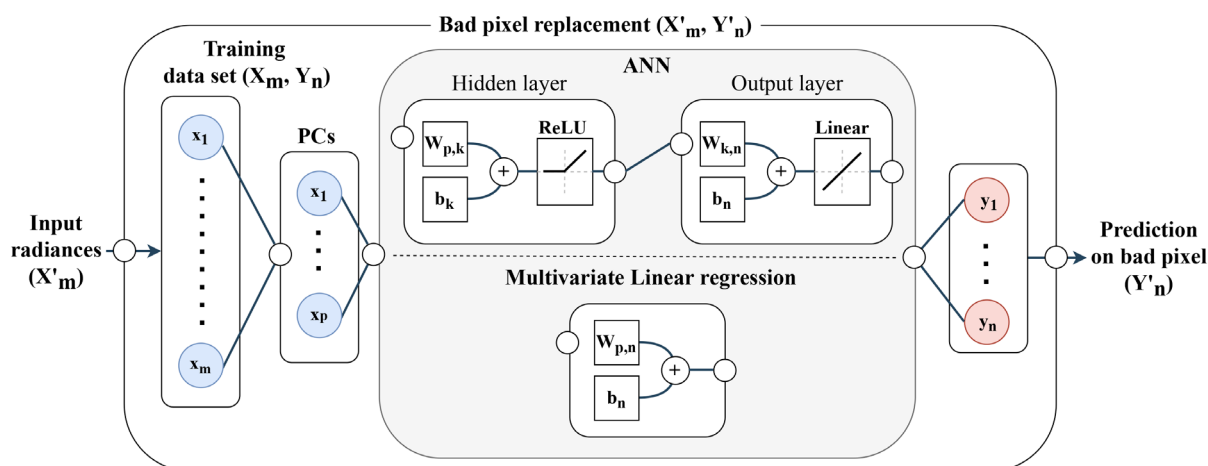 Bad pixel replacement (X'm, Y'n)
Training
data set (Xm, Yn)
ANN
Hidden layer
Output layer
x1
PCs
Wp,k
ReLU
Wk,n
Linear
+
+
x1
bk
bn
y1
Input
radiances
(X'm)
Prediction
on bad pixel
(Y'n)
Multivariate Linear regression
xp
yn
Wp,n
xm
+
bn